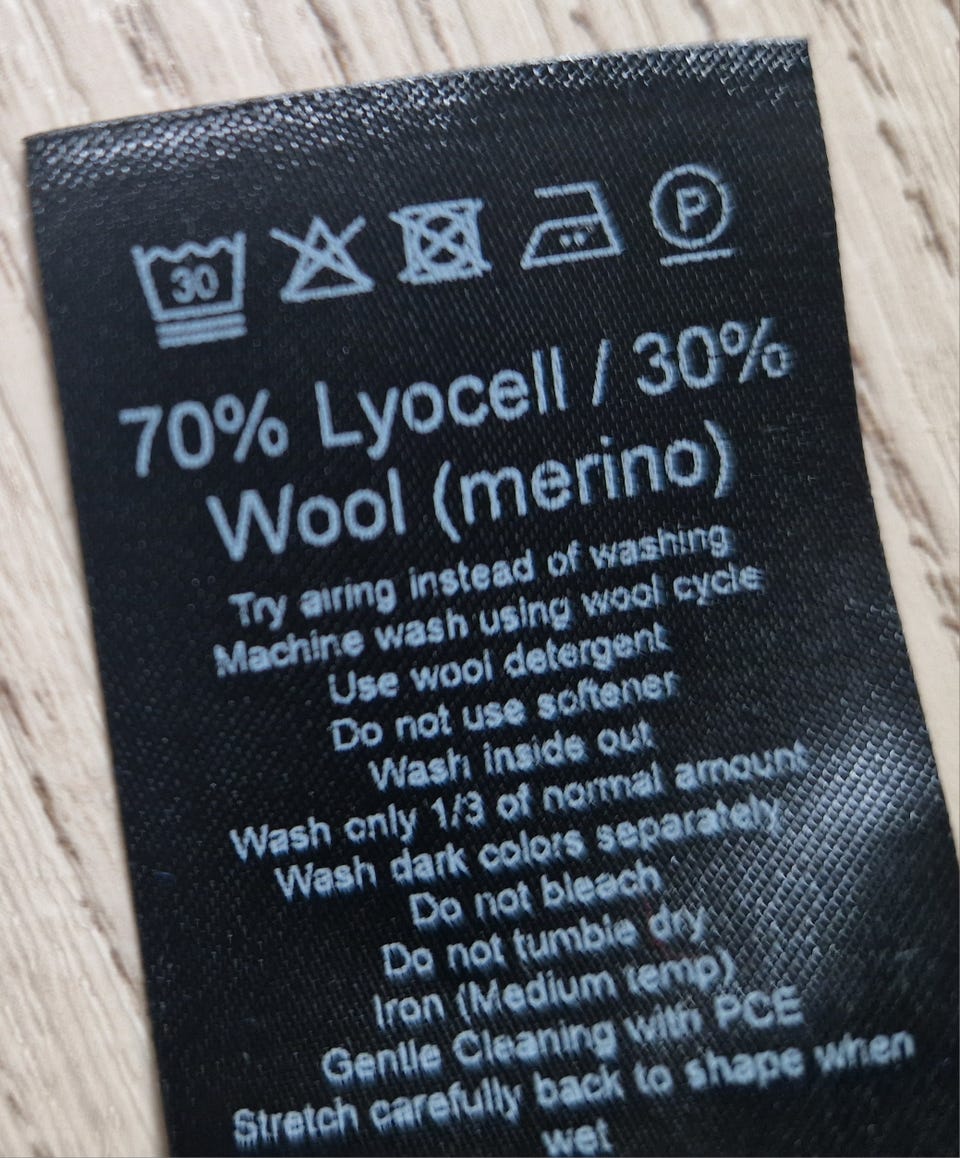 30 P
70% Lyocell / 30%
Wool (merino)
Try airing instead of washing
Machine wash using wool cycle
Use wool detergent
Do not use softener
Wash inside out
Wash only 1/3 of normal amount
Wash dark colors separately
Do not bleach
Do not tumble dry
Iron (Medium temp)
Gentle Cleaning with PCE
Stretch carefully back to shape when
wet